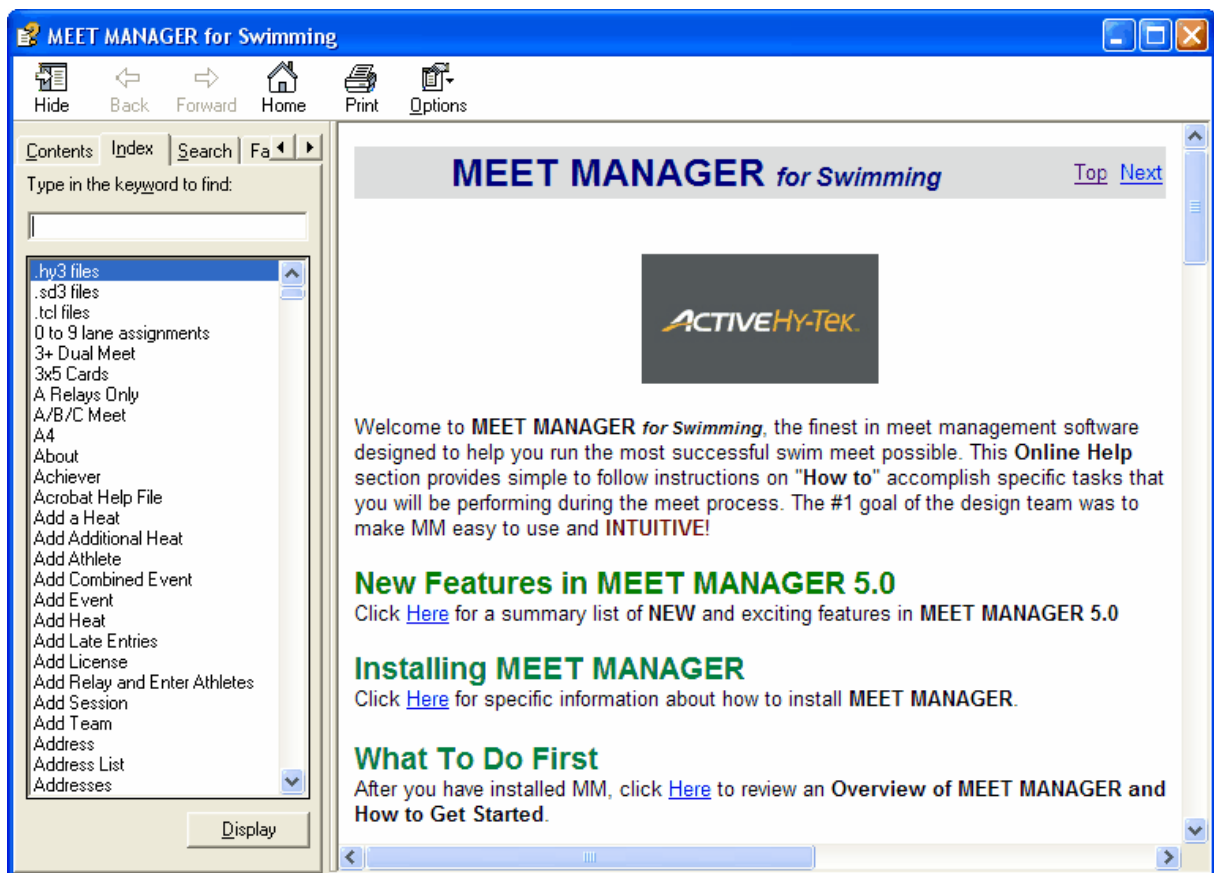 MEET MANAGER for Swimming
Hide Back Forward Home Print Options
Contents Index Search Fa
Type in the keyword to find:
.hy3 files
.sd3 files
.tcl files
0 to 9 lane assignments
3+ Dual Meet
3x5 Cards
A Relays Only
A/B/C Meet
A4
About
Achiever
Acrobat Help File
Add a Heat
Add Additional Heat
Add Athlete
Add Combined Event
Add Event
Add Heat
Add Late Entries
Add License
Add Relay and Enter Athletes
Add Session
Add Team
Address
Address List
Addresses
Display
MEET MANAGER for Swimming Top Next
ACTIVEHY-TEK.
Welcome to MEET MANAGER for Swimming, the finest in meet management software
designed to help you run the most successful swim meet possible. This Online Help
section provides simple to follow instructions on "How to" accomplish specific tasks that
you will be performing during the meet process. The #1 goal of the design team was to
make MM easy to use and INTUITIVE!
New Features in MEET MANAGER 5.0
Click Here for a summary list of NEW and exciting features in MEET MANAGER 5.0
Installing MEET MANAGER
Click Here for specific information about how to install MEET MANAGER.
What To Do First
After you have installed MM, click Here to review an Overview of MEET MANAGER and
How to Get Started.